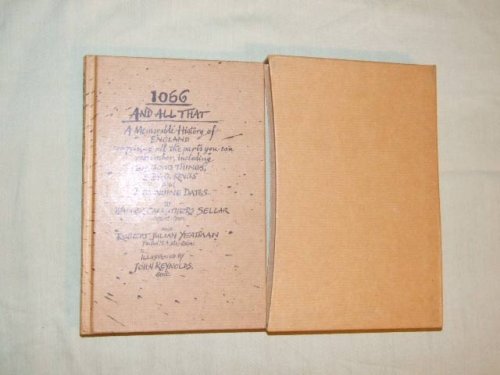 1066
AND ALL THAT
A Memorable History of
ENGLAND
comprising all the parts you can
remember, including
GOOD THINGS,
5 BAD KINGS
and
2 GENUINE DATES
by
WALTER CARRUTHERS SELLAR
and
ROBERT JULIAN YEATMAN
ILLUSTRATED by
JOHN REYNOLDS